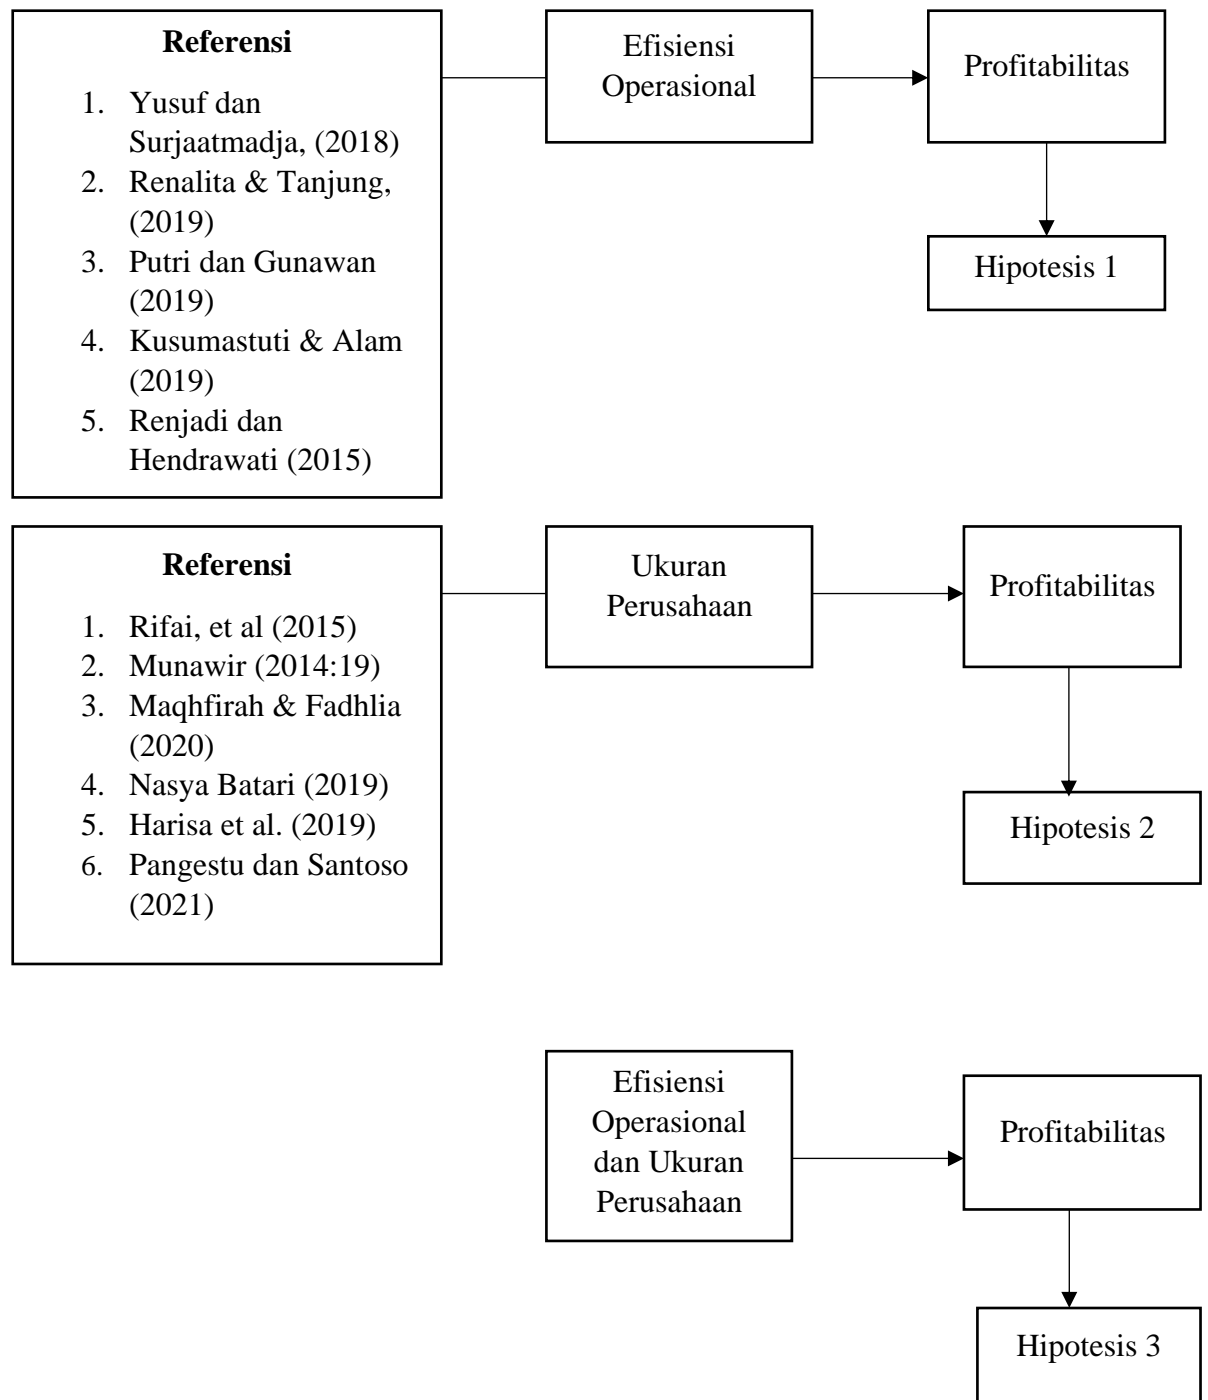 Referensi
1. Yusuf dan
Surjaatmadja, (2018)
2. Renalita & Tanjung,
(2019)
3. Putri dan Gunawan
(2019)
4. Kusumastuti & Alam
(2019)
5. Renjadi dan
Hendrawati (2015)
Efisiensi
Operasional
Profitabilitas
Hipotesis 1
Referensi
1. Rifai, et al (2015)
2. Munawir (2014:19)
3. Maqhfirah & Fadhlia
(2020)
4. Nasya Batari (2019)
5. Harisa et al. (2019)
6. Pangestu dan Santoso
(2021)
Ukuran
Perusahaan
Profitabilitas
Hipotesis 2
Efisiensi
Operasional
dan Ukuran
Perusahaan
Profitabilitas
Hipotesis 3